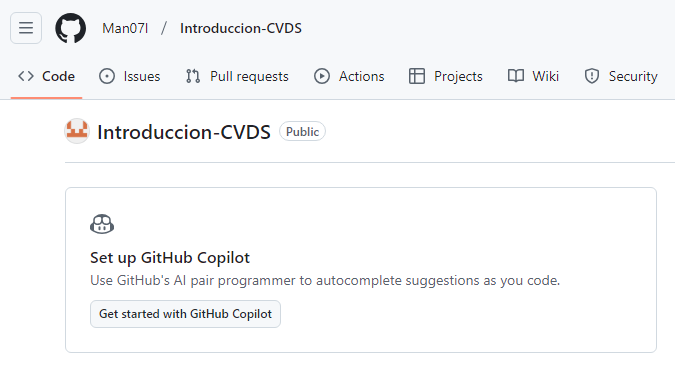 Man07l / Introduccion-CVDS
Code Issues Pull requests Actions Projects Wiki Security
Introduccion-CVDS Public
Set up GitHub Copilot
Use GitHub's AI pair programmer to autocomplete suggestions as you code.
Get started with GitHub Copilot